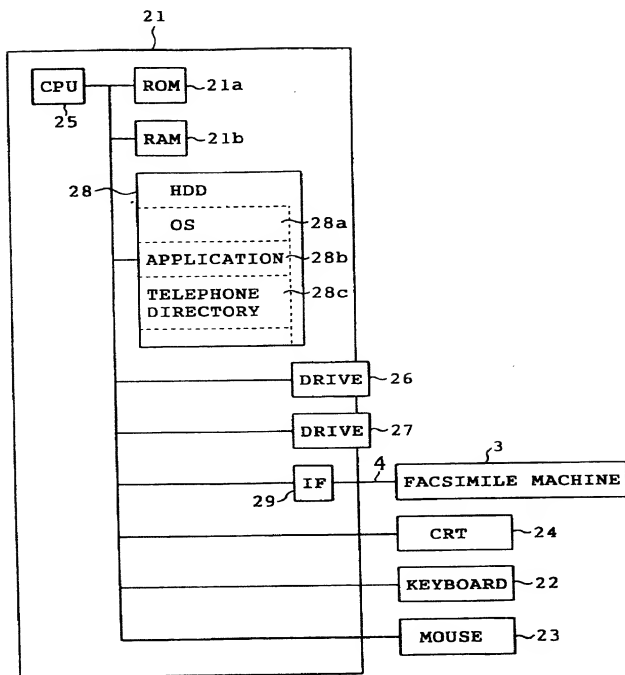 21
CPU
ROM
21a
25
RAM
21b
28
HDD
OS
28a
APPLICATION
28b
TELEPHONE
DIRECTORY
28c
DRIVE
26
DRIVE
27
IF
29
4
3
FACSIMILE MACHINE
CRT
24
KEYBOARD
22
MOUSE
23